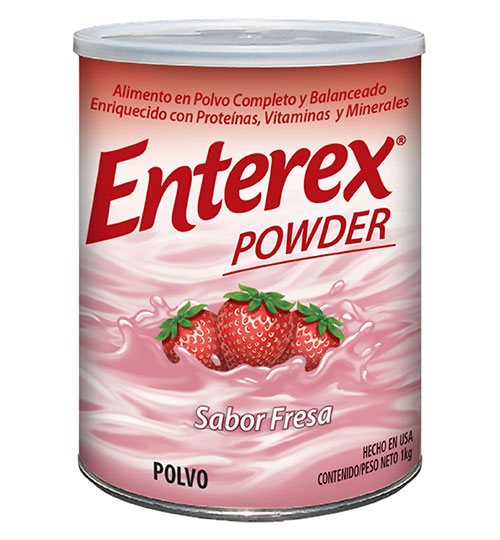 Alimento en Polvo Completo y Balanceado
Enriquecido con Proteínas, Vitaminas y Minerales
Enterex®
POWDER
Sabor Fresa
HECHO EN USA
POLVO
CONTENIDO/PESO NETO 1kg